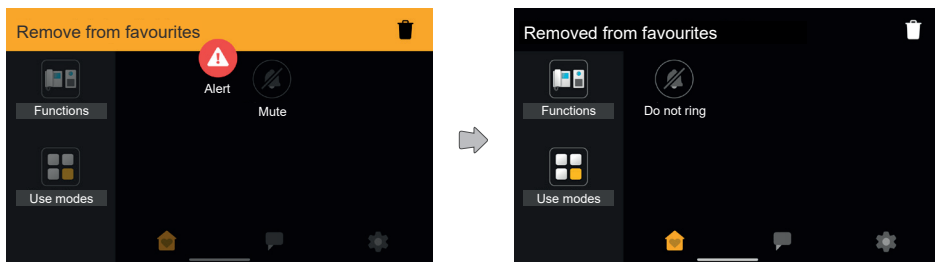 Remove from favourites
Functions
Alert
Mute
Use modes
Removed from favourites
Functions
Do not ring
Use modes